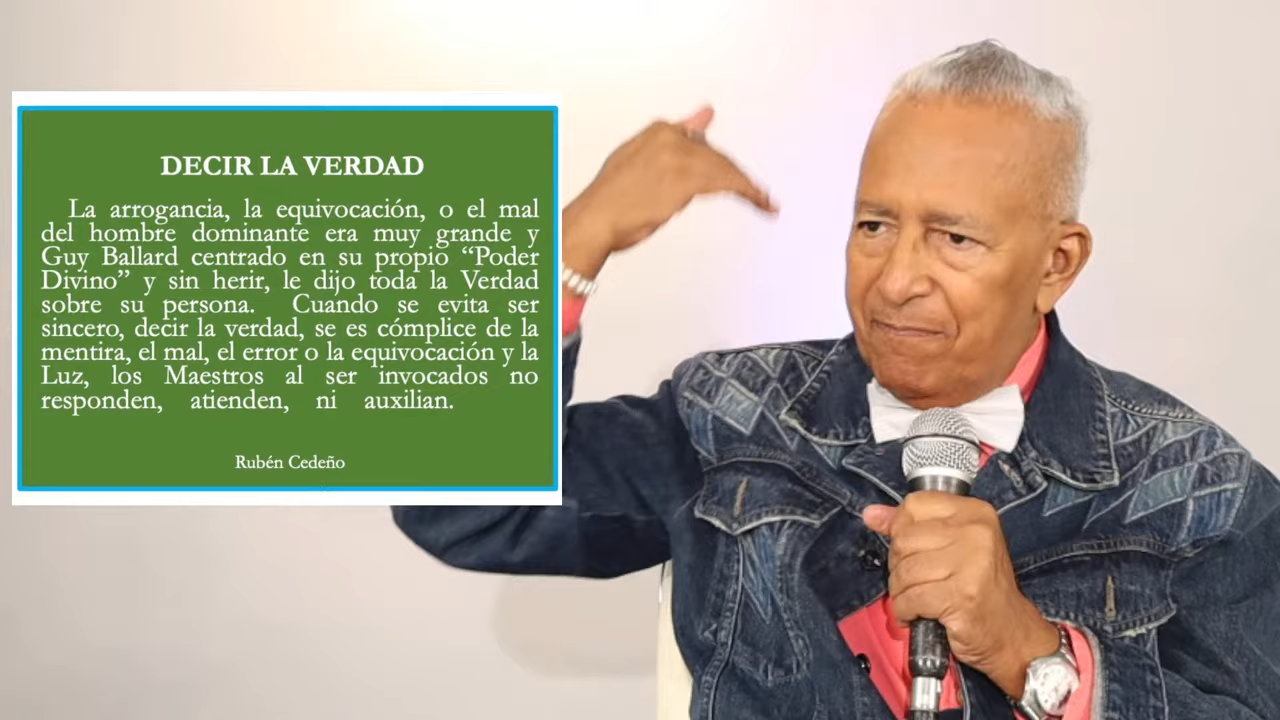 DECIR LA VERDAD
La arrogancia, la equivocación, o el mal
del hombre dominante era muy grande y
Guy Ballard centrado en su propio “Poder
Divino” y sin herir, le dijo toda la Verdad
sobre su persona. Cuando se evita ser
sincero, decir la verdad, se es cómplice de la
mentira, el mal, el error o la equivocación y la
Luz, los Maestros al ser invocados no
responden, atienden, ni auxilian.
Rubén Cedeño